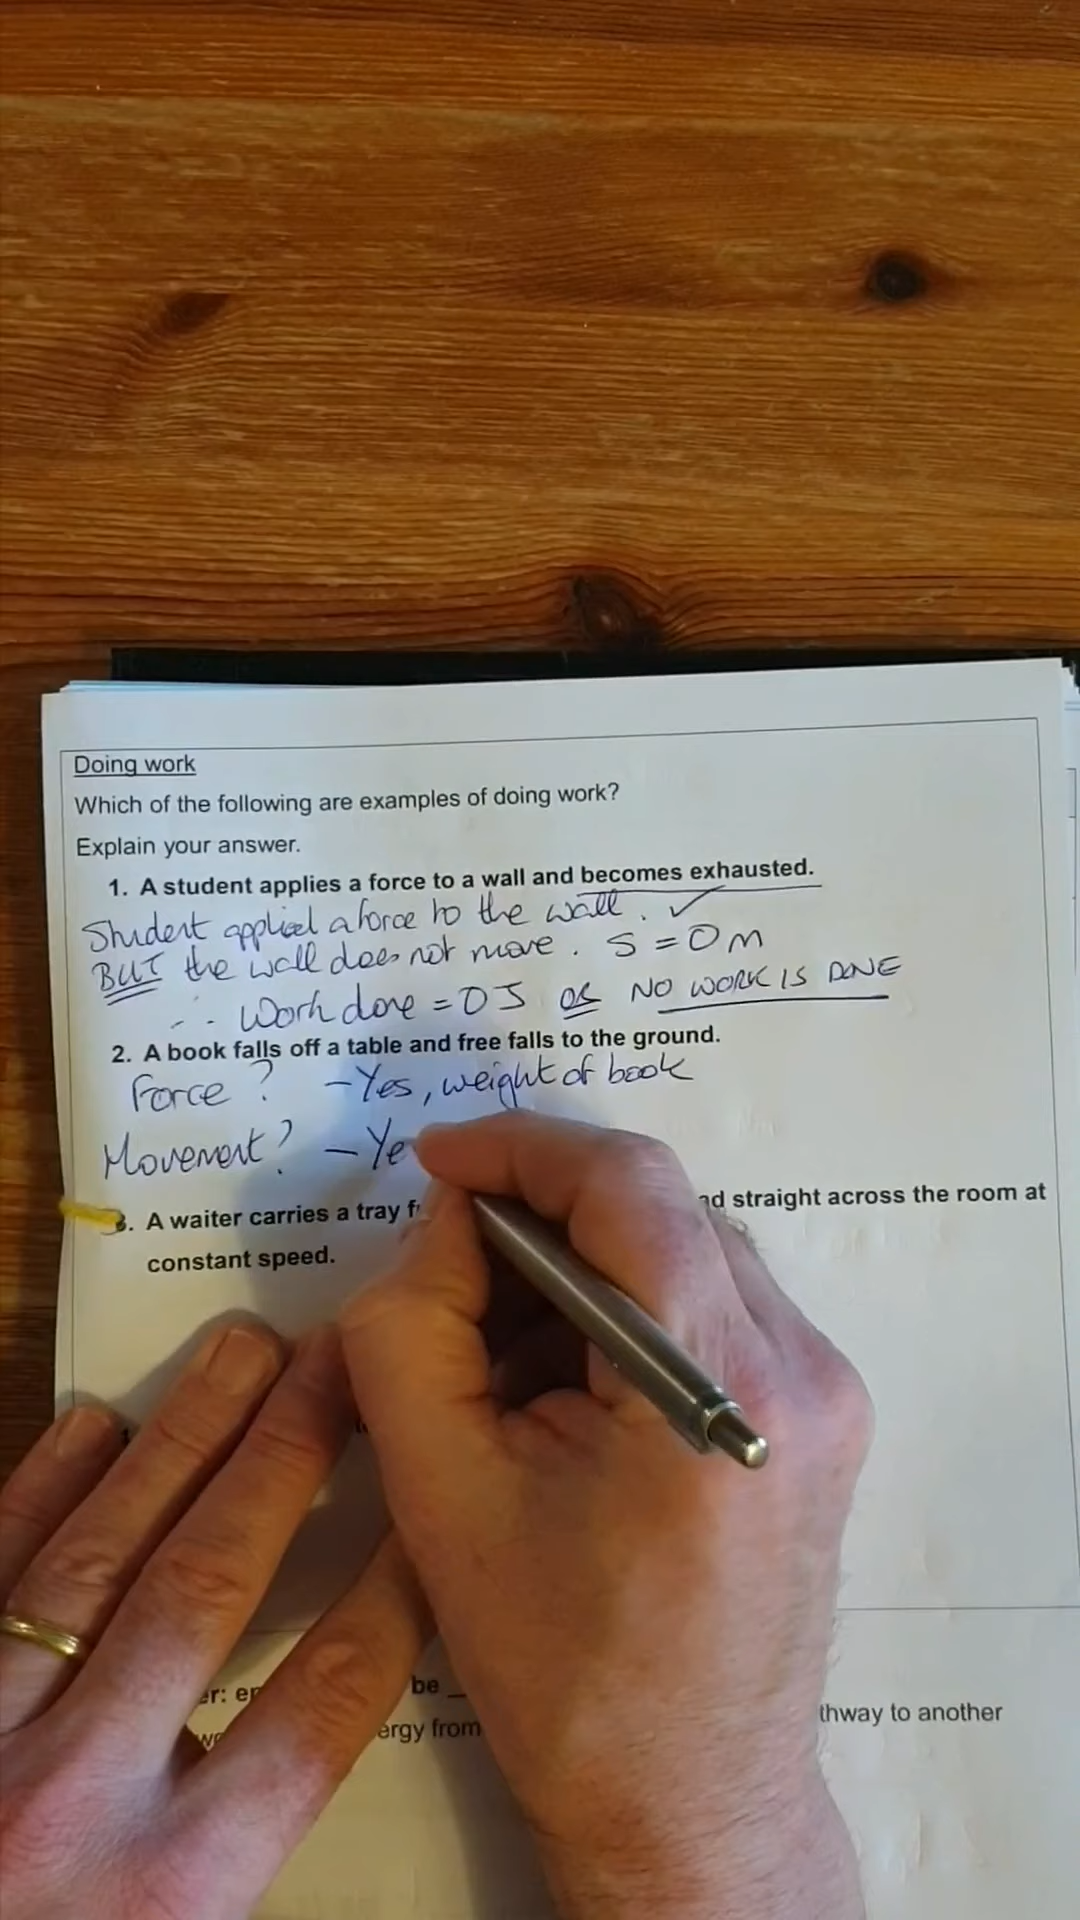 Doing work
Which of the following are examples of doing work?
Explain your answer.
1. A student applies a force to a wall and becomes exhausted.
Student applied a force to the wall. ✓
BUT the wall does not move. S = 0 m
∴ Work done = 0 J or NO WORK IS DONE
2. A book falls off a table and free falls to the ground.
Force? - Yes, weight of book
Movement? - Ye
3. A waiter carries a tray straight across the room at
constant speed.
be _
thway to another
ergy from